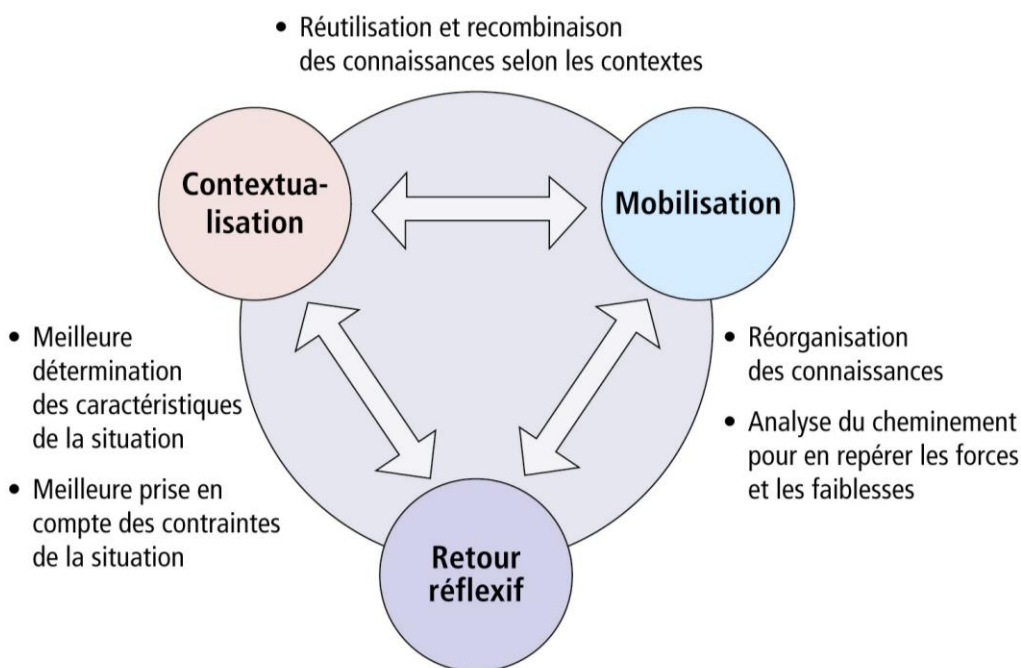 • Réutilisation et recombinaison
des connaissances selon les contextes
Contextua-
lisation
Mobilisation
• Meilleure
détermination
des caractéristiques
de la situation
• Meilleure prise en
compte des contraintes
de la situation
• Réorganisation
des connaissances
• Analyse du cheminement
pour en repérer les forces
et les faiblesses
Retour
réflexif